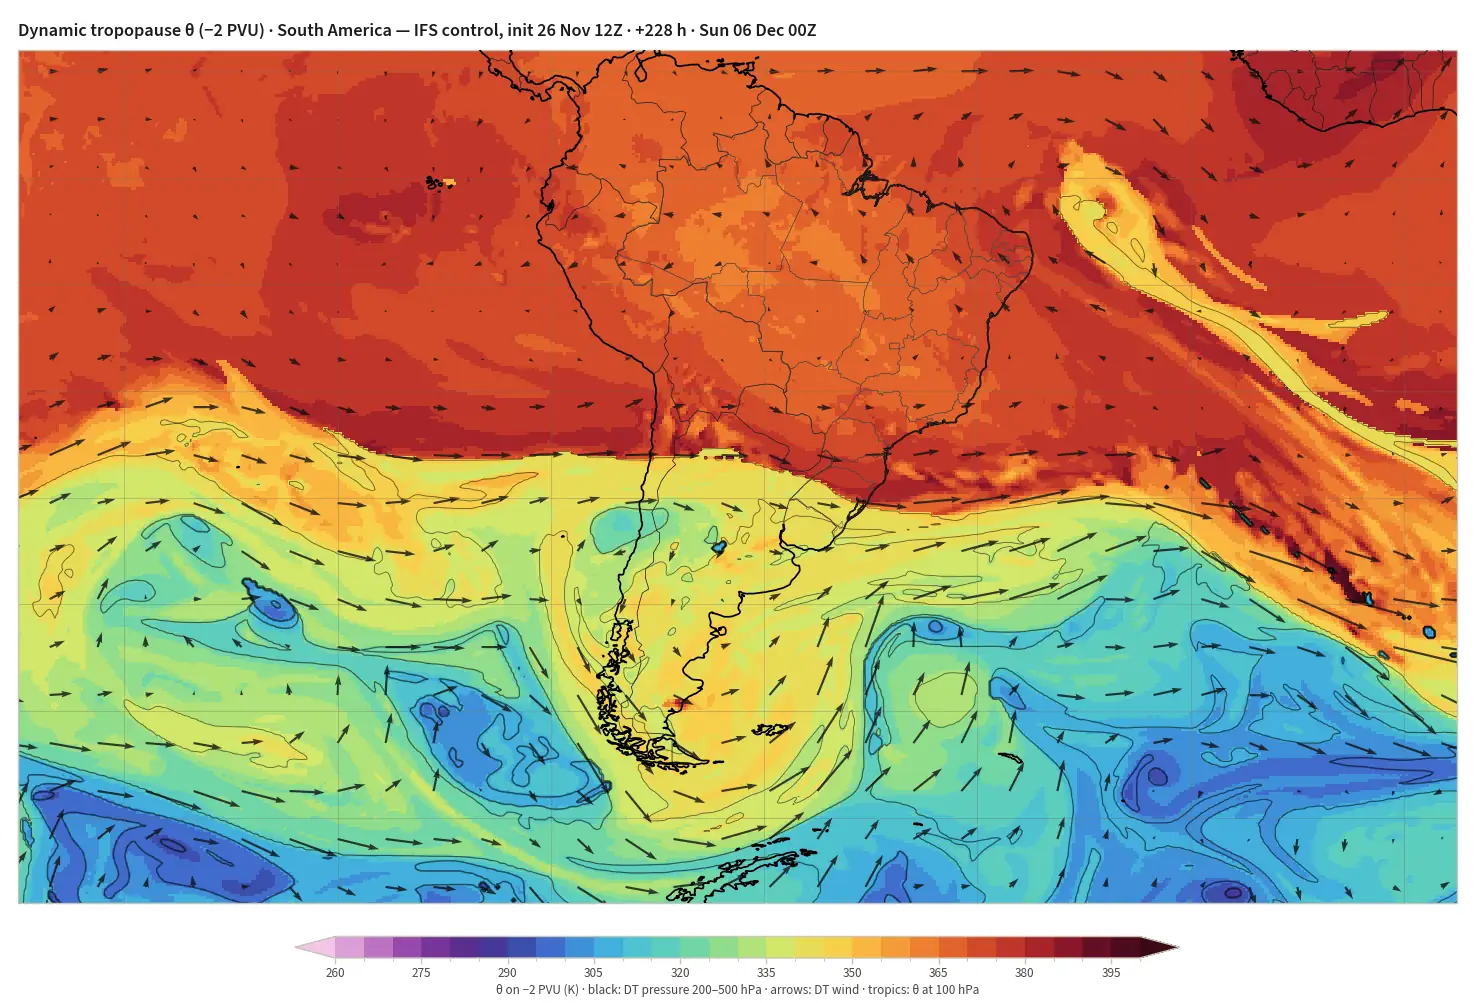 Dynamic tropopause θ (−2 PVU) · South America — IFS control, init 26 Nov 12Z · +228 h · Sun 06 Dec 00Z
260 275 290 305 320 335 350 365 380 395
θ on −2 PVU (K) · black: DT pressure 200–500 hPa · arrows: DT wind · tropics: θ at 100 hPa